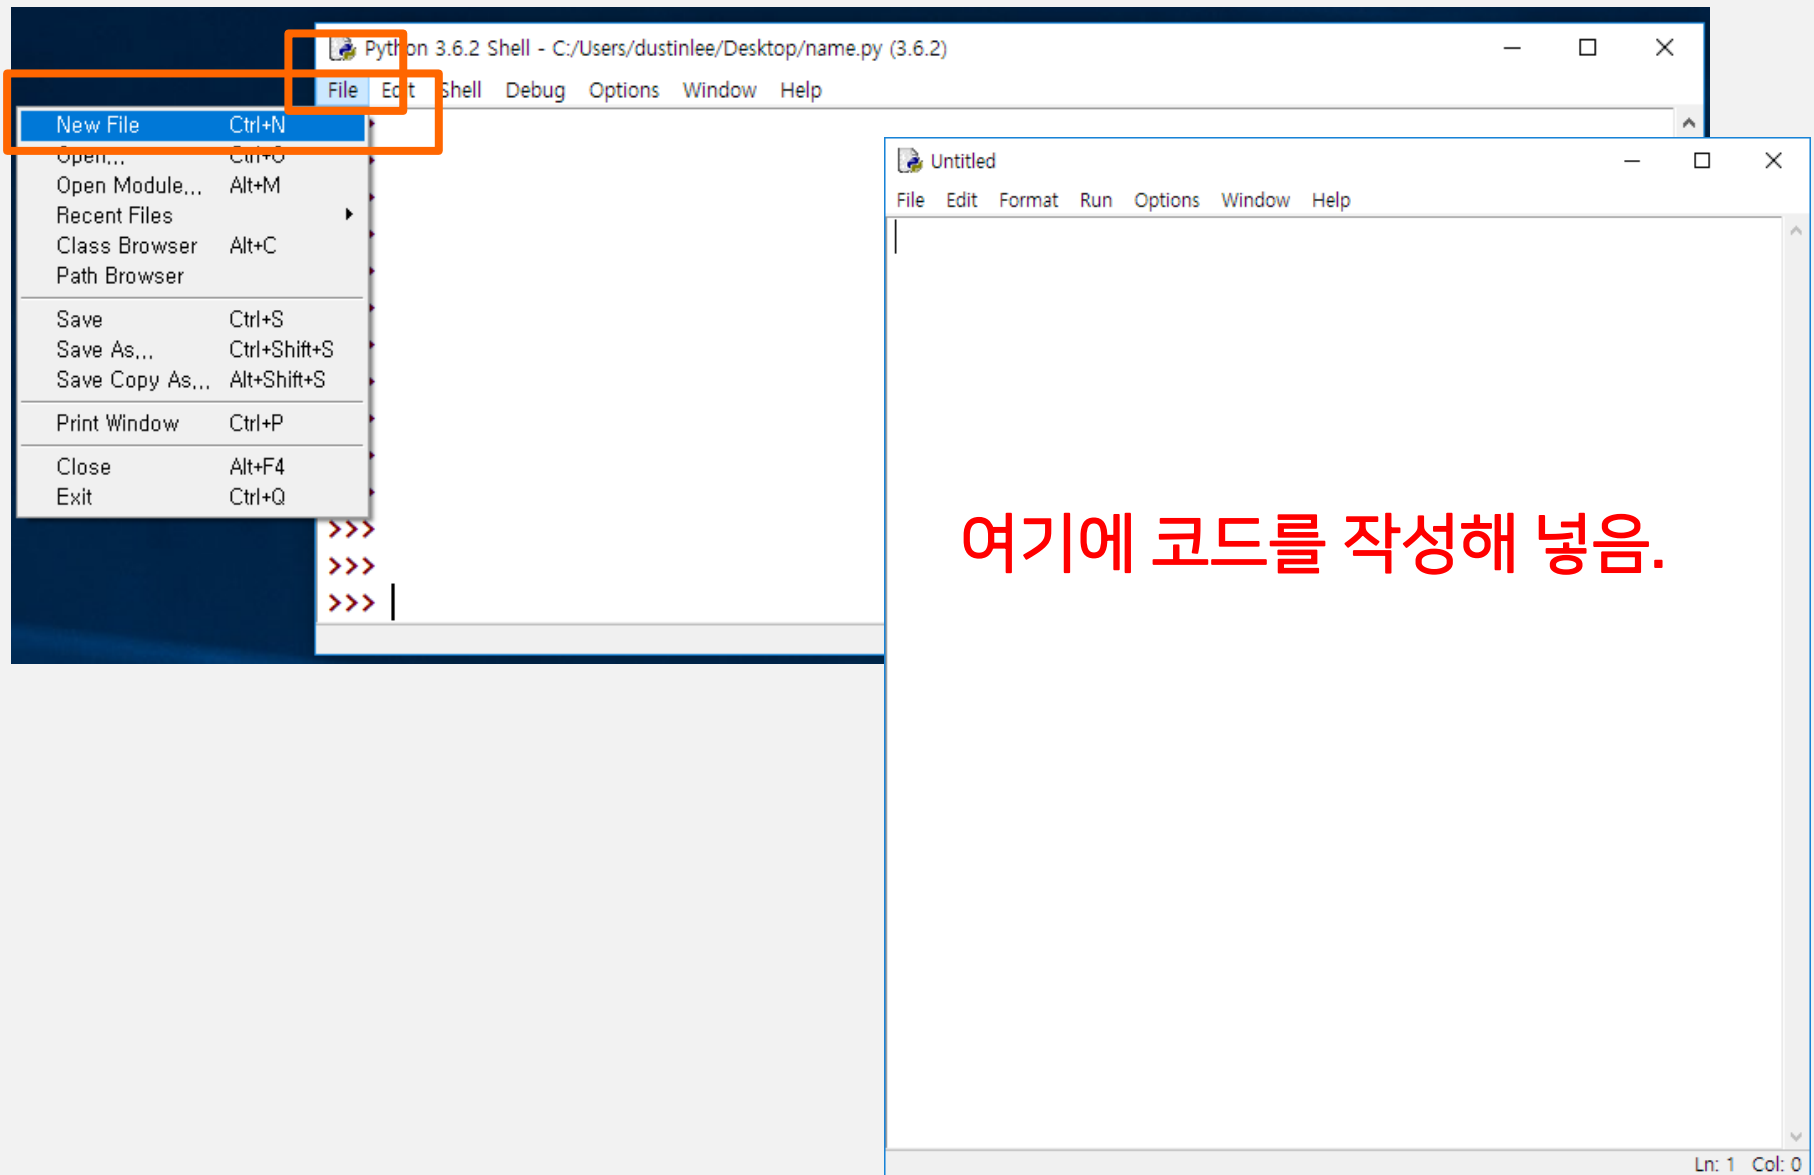 Python 3.6.2 Shell - C:/Users/dustinlee/Desktop/name.py (3.6.2)
File Edit Shell Debug Options Window Help
New File Ctrl+N
Open... Ctrl+O
Open Module... Alt+M
Recent Files
Class Browser Alt+C
Path Browser
Save Ctrl+S
Save As... Ctrl+Shift+S
Save Copy As... Alt+Shift+S
Print Window Ctrl+P
Close Alt+F4
Exit Ctrl+Q
>>>
>>>
>>>
Untitled
File Edit Format Run Options Window Help
여기에 코드를 작성해 넣음.
Ln: 1 Col: 0